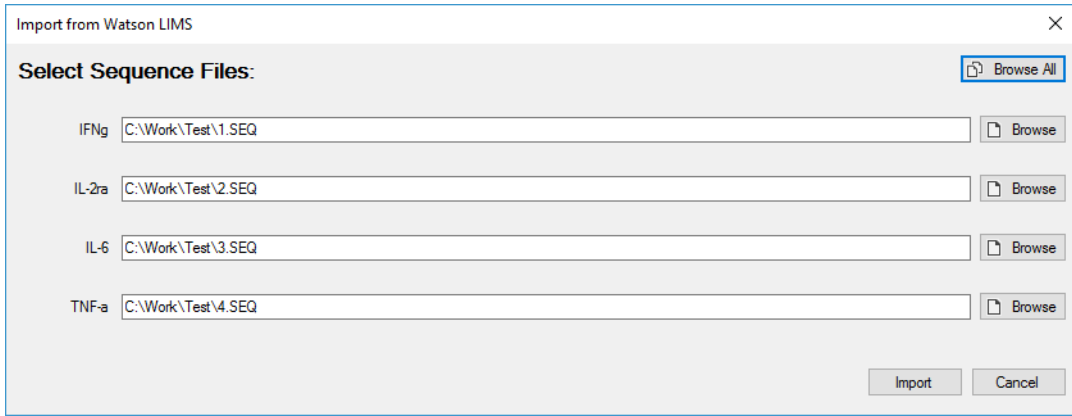 Import from Watson LIMS
Select Sequence Files:
Browse All
IFNg C:\Work\Test\1.SEQ Browse
IL-2ra C:\Work\Test\2.SEQ Browse
IL-6 C:\Work\Test\3.SEQ Browse
TNF-a C:\Work\Test\4.SEQ Browse
Import Cancel